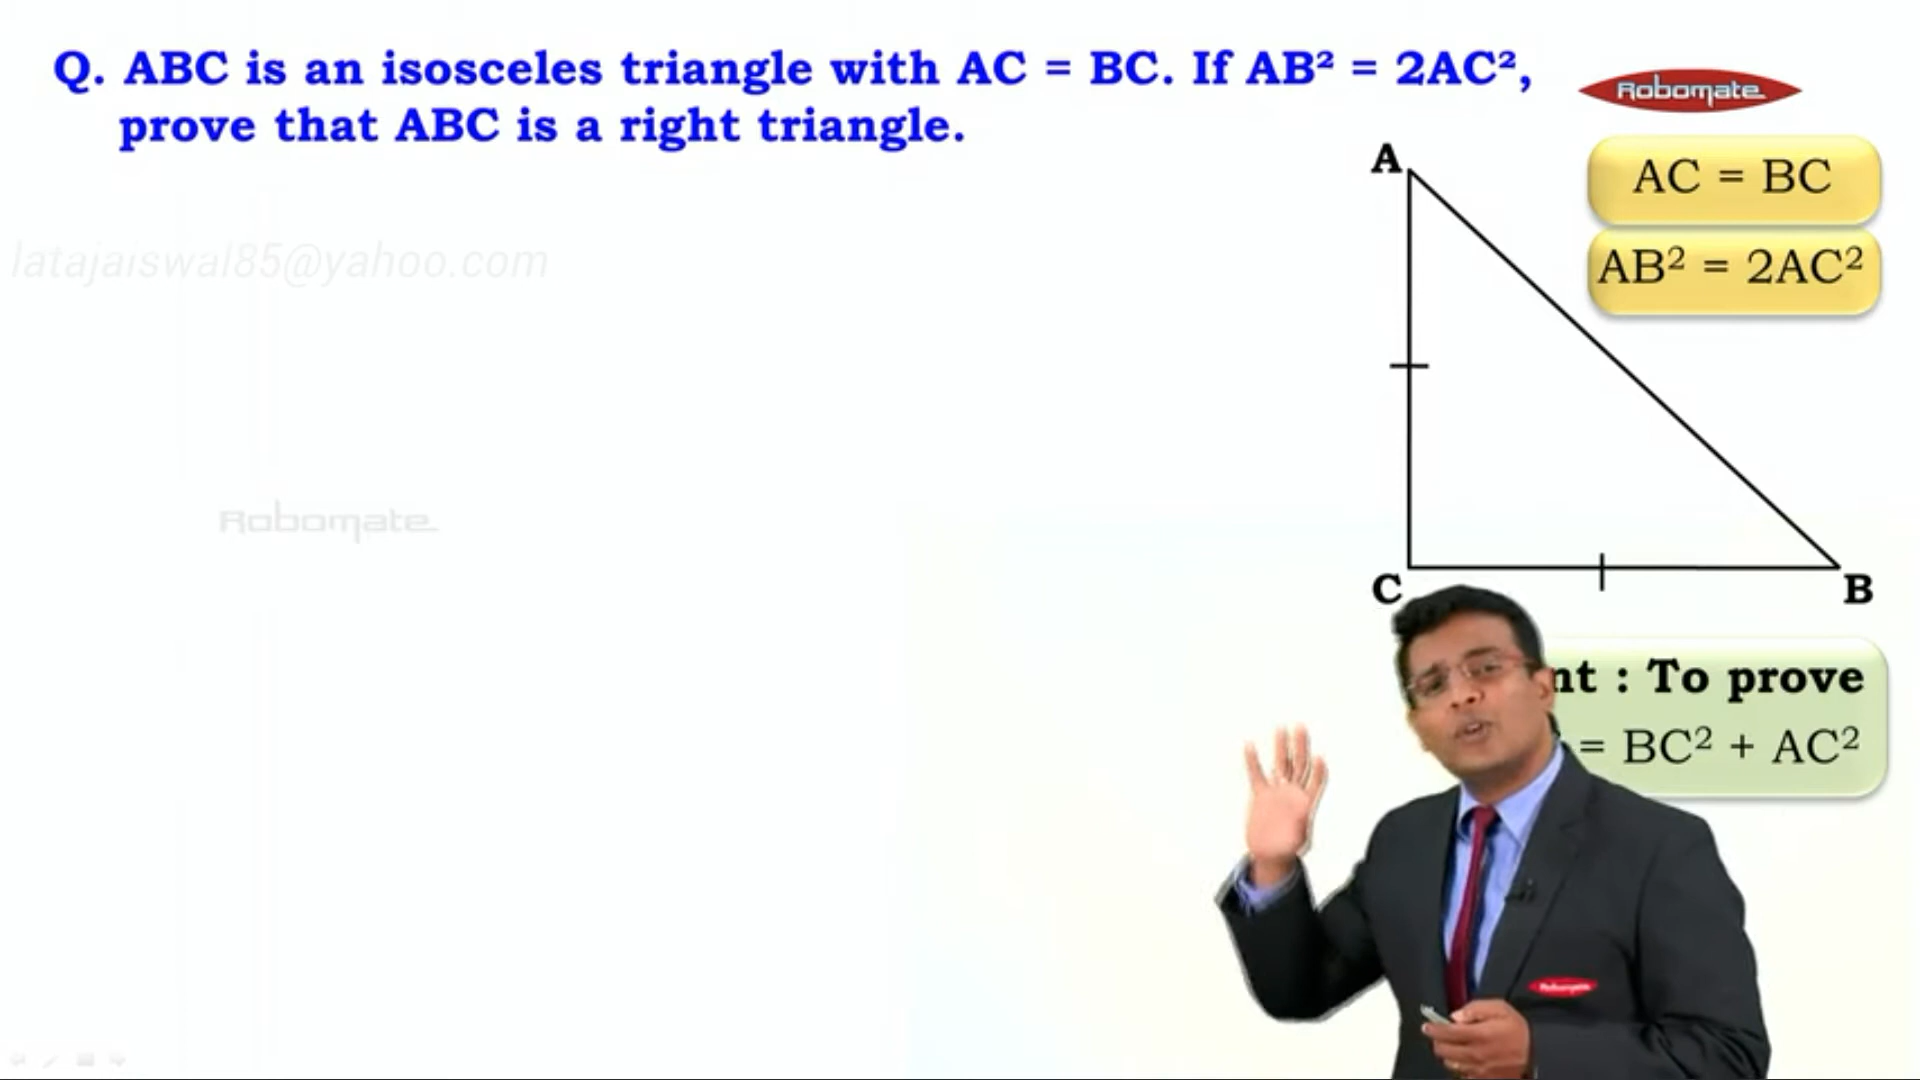 Q. ABC is an isosceles triangle with AC = BC. If AB² = 2AC²,
prove that ABC is a right triangle.
Robomate
A
AC = BC
AB² = 2AC²
latajaiswal85@yahoo.com
Robomate
C
B
: To prove
= BC² + AC²
Robomate